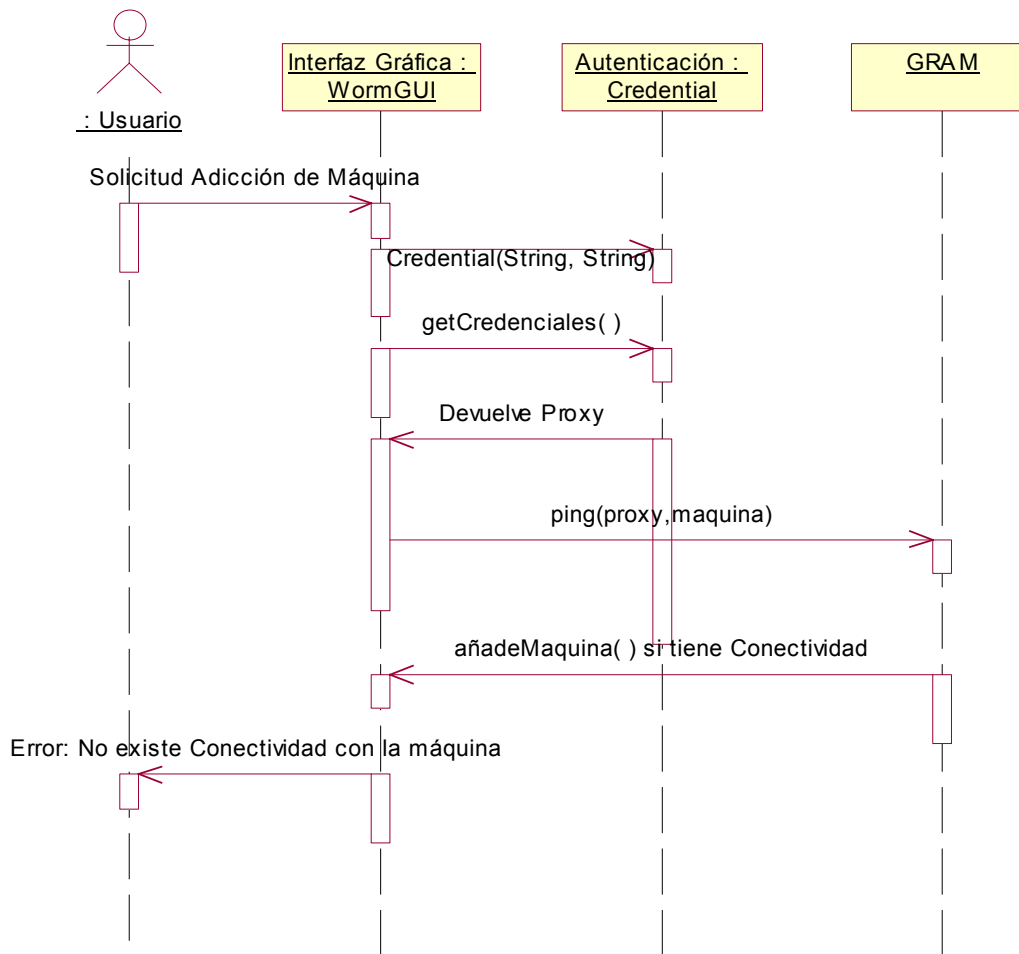 Interfaz Gráfica :
WormGUI
Autenticación :
Credential
GRAM
: Usuario
Solicitud Adicción de Máquina
Credential(String, String)
getCredenciales( )
Devuelve Proxy
ping(proxy,maquina)
añadeMaquina( ) si tiene Conectividad
Error: No existe Conectividad con la máquina